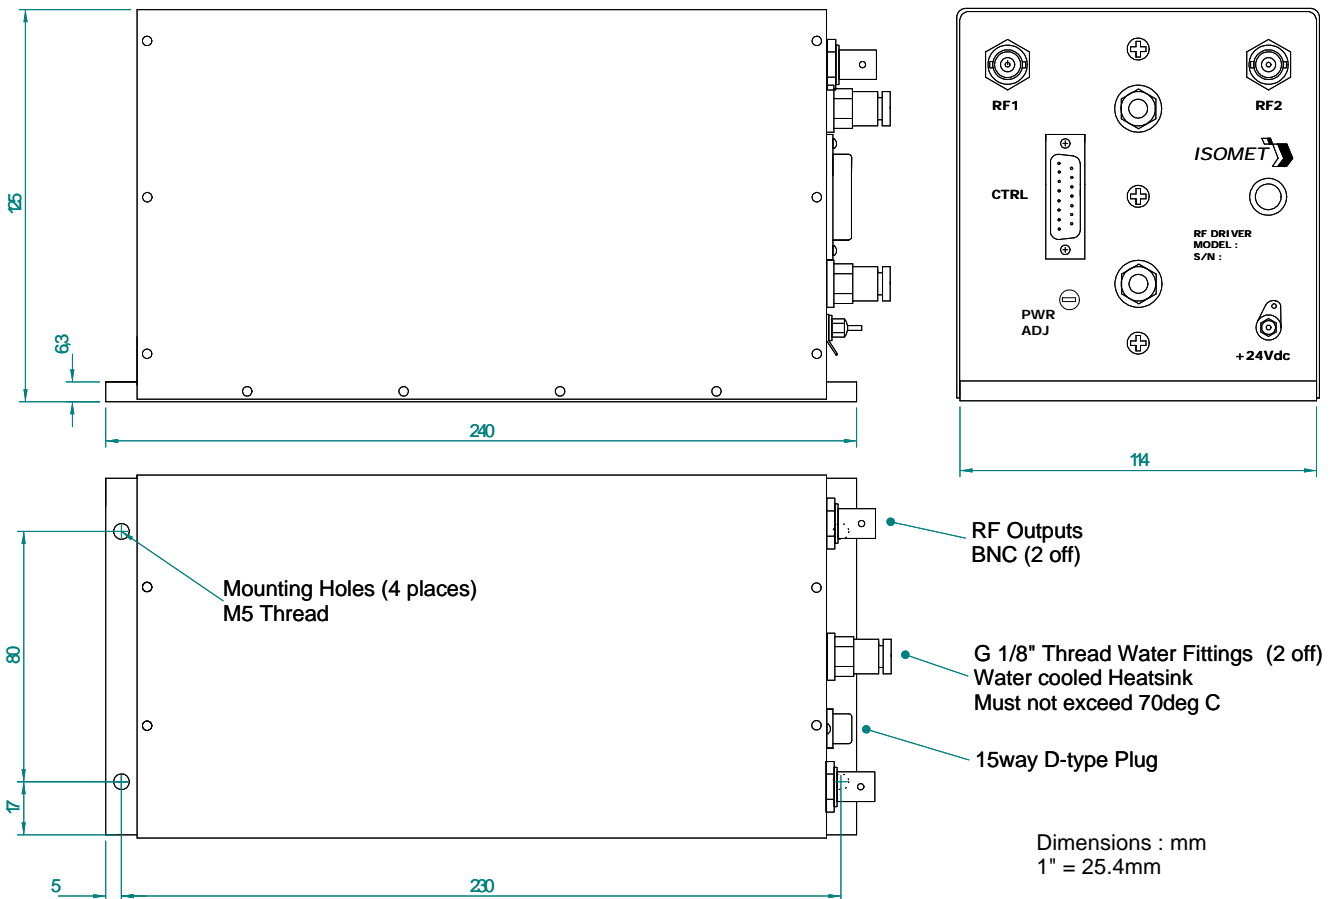 125
6,3
240
RF1
RF2
ISOMET
CTRL
RF DRIVER
MODEL :
S/N :
PWR
ADJ
+24Vdc
114
Mounting Holes (4 places)
M5 Thread
80
17
5
230
RF Outputs
BNC (2 off)
G 1/8" Thread Water Fittings (2 off)
Water cooled Heatsink
Must not exceed 70deg C
15way D-type Plug
Dimensions : mm
1" = 25.4mm